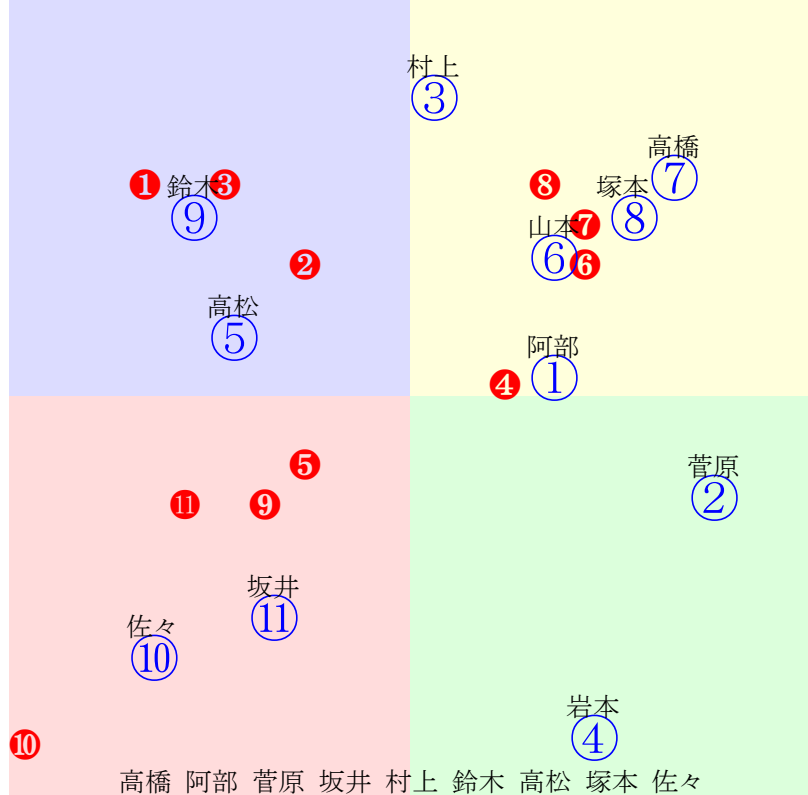 村上
③
高橋
⑦
❶ 鈴木 ❸
⑨
❽
塚本
⑧
山本 ❼
⑥ ❻
❷
高松
⑤
阿部
①
❹
❺
菅原
②
⓫ ❾
坂井
⑪
佐々
⑩
岩本
④
❿
高橋 阿部 菅原 坂井 村上 鈴木 高松 塚本 佐々